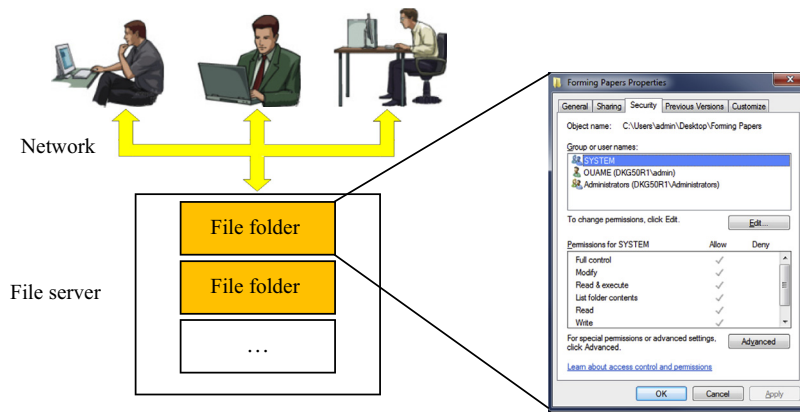 Network
File server
File folder
File folder
...
Forming Papers Properties
General Sharing Security Previous Versions Customize
Object name: C:\Users\admin\Desktop\Forming Papers
Group or user names:
SYSTEM
OUAME (DKG50R1\admin)
Administrators (DKG50R1\Administrators)
To change permissions, click Edit.
Edit...
Permissions for SYSTEM Allow Deny
Full control
Modify
Read & execute
List folder contents
Read
Write
For special permissions or advanced settings,
click Advanced.
Advanced
Learn about access control and permissions
OK Cancel Apply